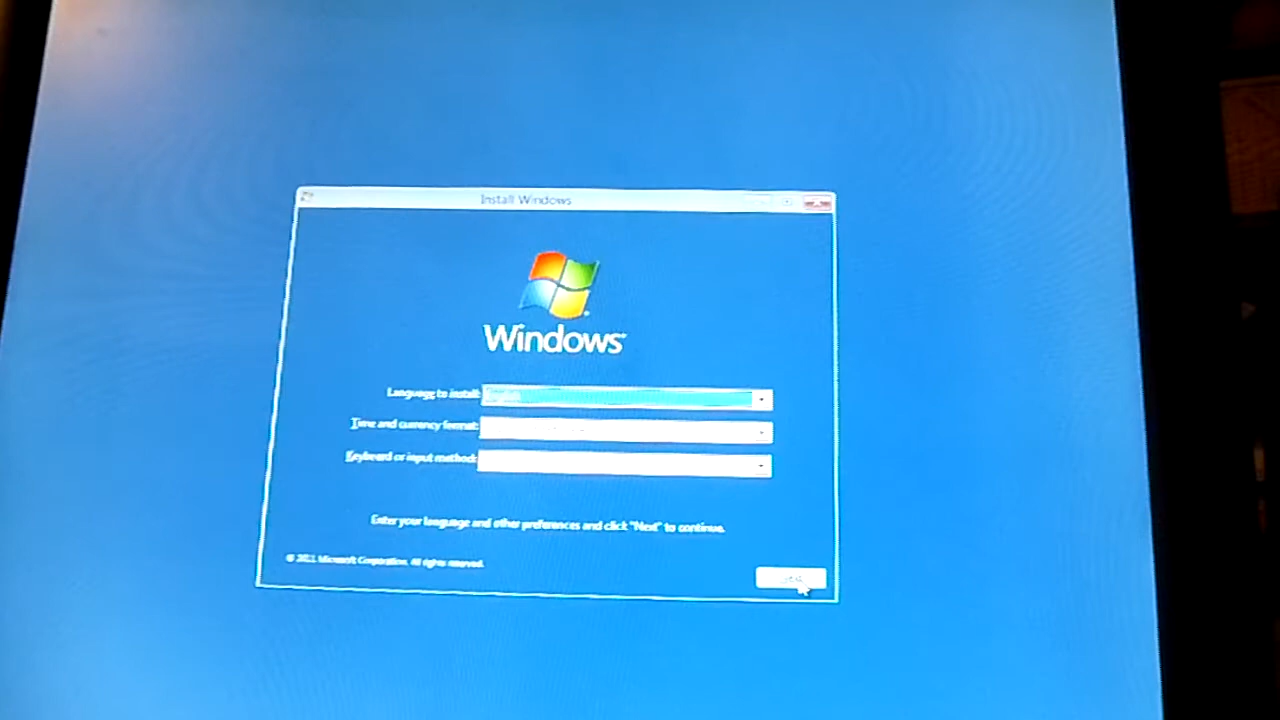 Install Windows
Windows
Language to install: English
Time and currency format:
Keyboard or input method:
Enter your language and other preferences and click "Next" to continue.
© 2011 Microsoft Corporation. All rights reserved.